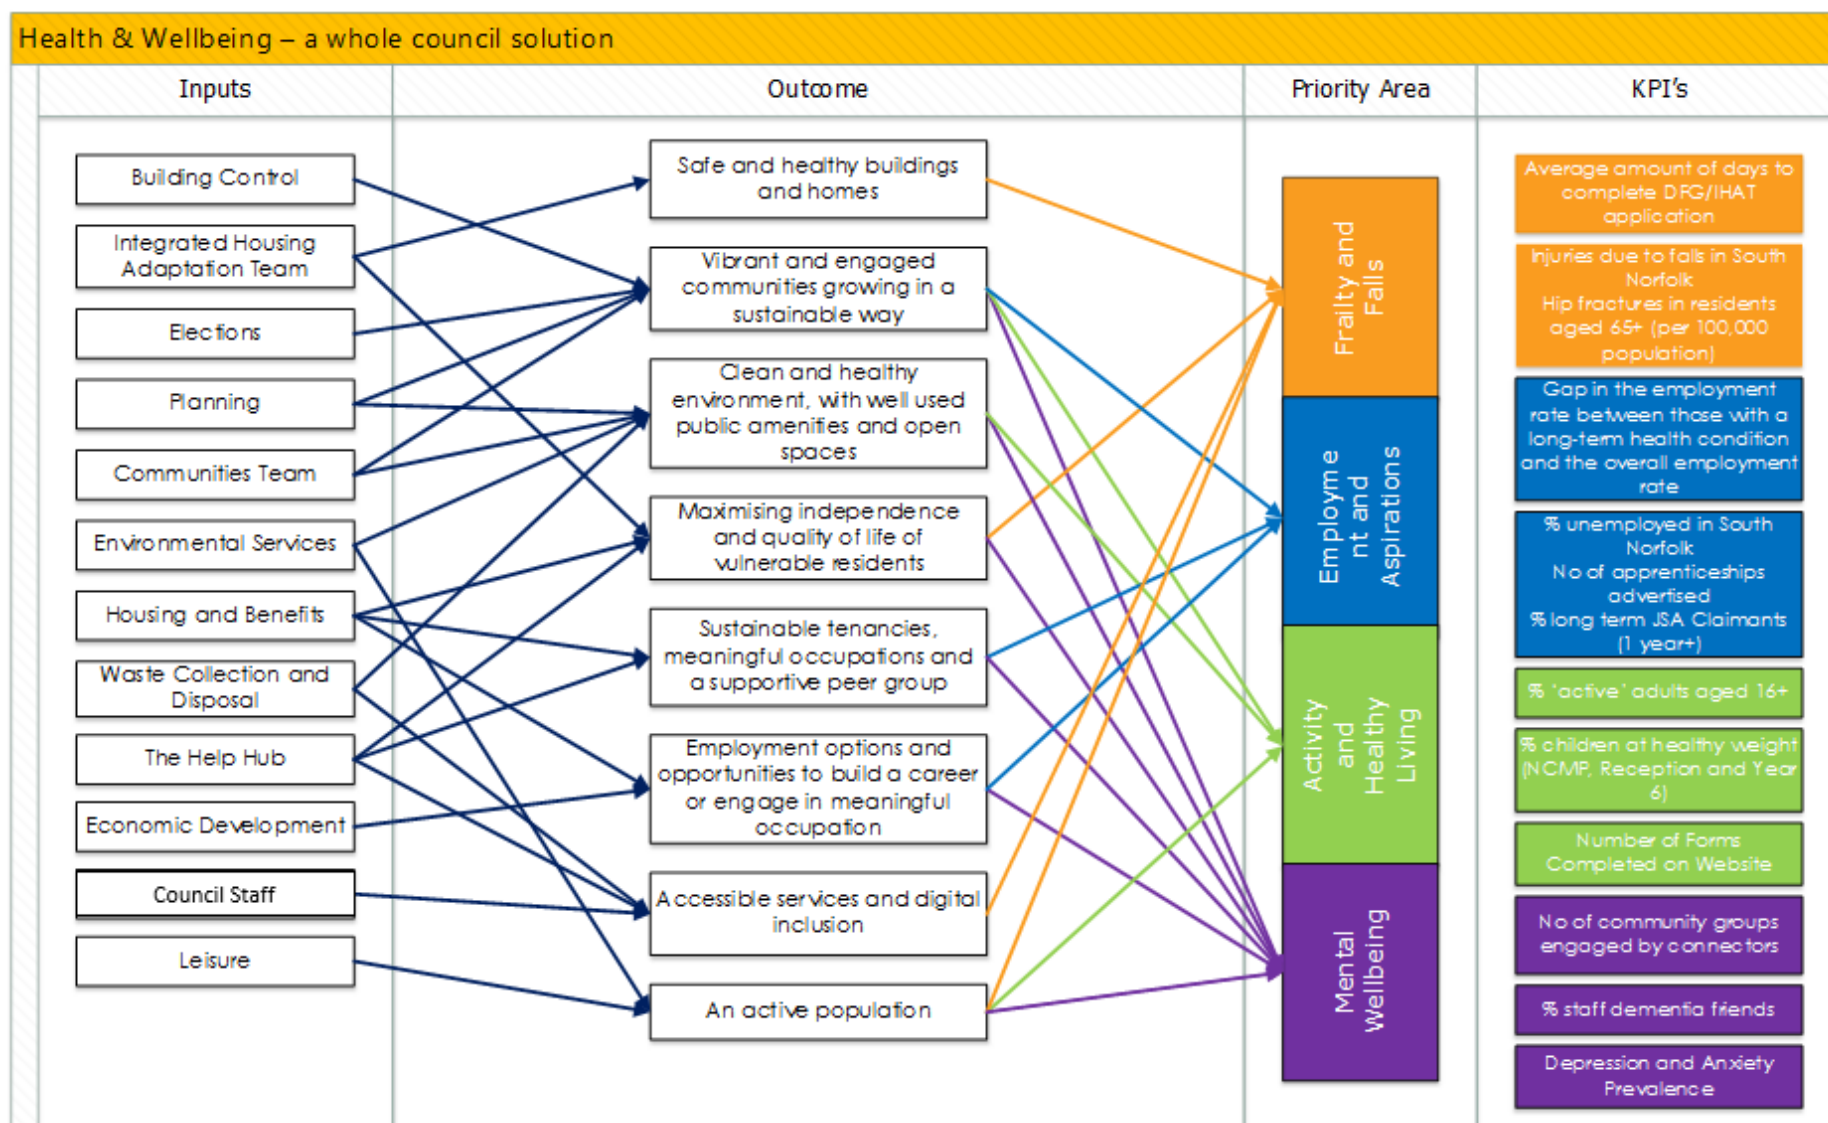 Health & Wellbeing – a whole council solution
Inputs
Outcome
Priority Area
KPI's
Building Control
Integrated Housing
Adaptation Team
Elections
Planning
Communities Team
Environmental Services
Housing and Benefits
Waste Collection and
Disposal
The Help Hub
Economic Development
Council Staff
Leisure
Safe and healthy buildings
and homes
Vibrant and engaged
communities growing in a
sustainable way
Clean and healthy
environment, with well used
public amenities and open
spaces
Maximising independence
and quality of life of
vulnerable residents
Sustainable tenancies,
meaningful occupations and
a supportive peer group
Employment options and
opportunities to build a career
or engage in meaningful
occupation
Accessible services and digital
inclusion
An active population
Frailty and
Falls
Employme
nt and
Aspirations
Activity
and
Healthy
Living
Mental
Wellbeing
Average amount of days to
complete DFG/IHAT
application
Injuries due to falls in South
Norfolk
Hip fractures in residents
aged 65+ (per 100,000
population)
Gap in the employment
rate between those with a
long-term health condition
and the overall employment
rate
% unemployed in South
Norfolk
No of apprenticeships
advertised
% long term JSA Claimants
(1 year+)
% 'active' adults aged 16+
% children at healthy weight
(NCMP, Reception and Year
6)
Number of Forms
Completed on Website
No of community groups
engaged by connectors
% staff dementia friends
Depression and Anxiety
Prevalence